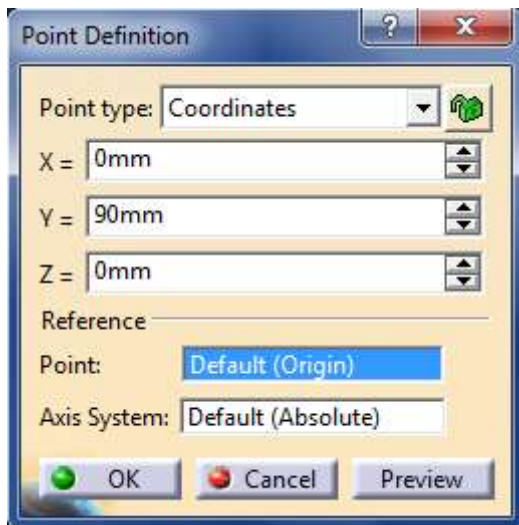 Point Definition
? X
Point type: Coordinates
X = 0mm
Y = 90mm
Z = 0mm
Reference
Point: Default (Origin)
Axis System: Default (Absolute)
OK Cancel Preview